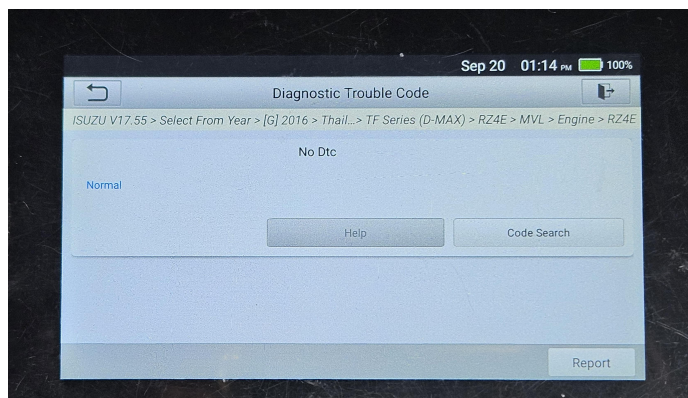 Sep 20 01:14 PM 100%
Diagnostic Trouble Code
ISUZU V17.55 > Select From Year > [G] 2016 > Thail...> TF Series (D-MAX) > RZ4E > MVL > Engine > RZ4E
No Dtc
Normal
Help Code Search
Report